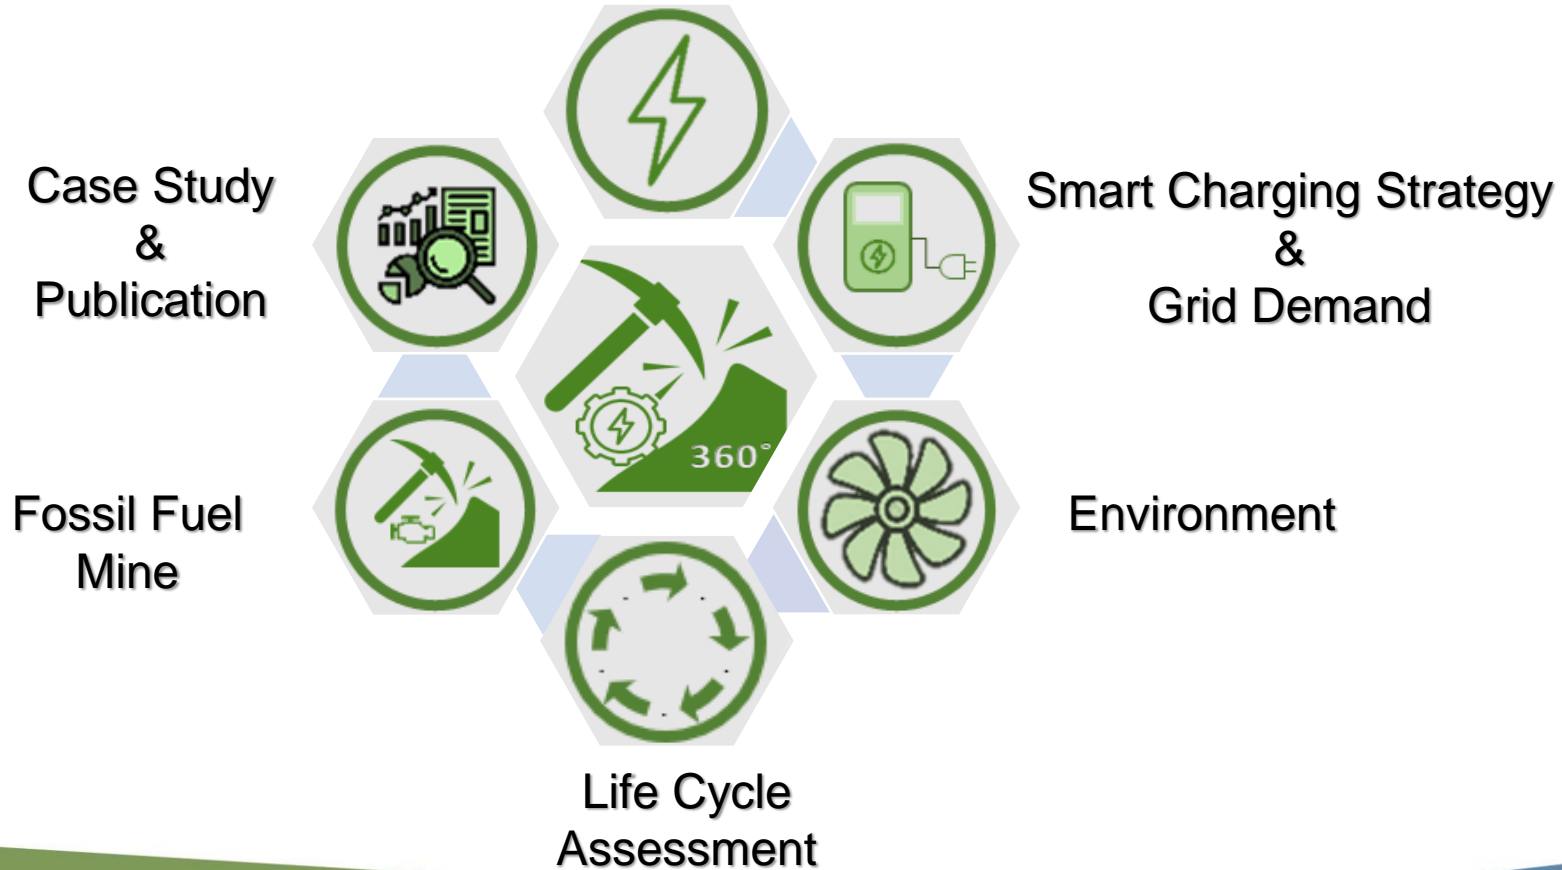 Case Study
&
Publication
Smart Charging Strategy
&
Grid Demand
360°
Fossil Fuel
Mine
Environment
Life Cycle
Assessment